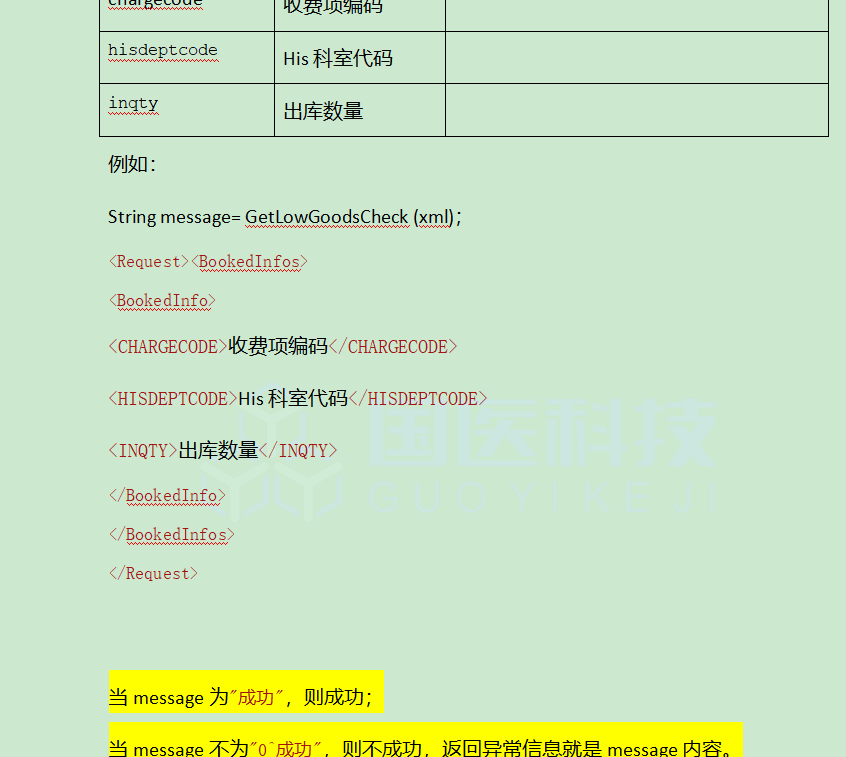 chargecode 收费项编码
hisdeptcode His 科室代码
inqty 出库数量
例如：
String message= GetLowGoodsCheck (xml)；
<Request><BookedInfos>
<BookedInfo>
<CHARGECODE>收费项编码</CHARGECODE>
<HISDEPTCODE>His 科室代码</HISDEPTCODE>
国医科技
<INQTY>出库数量</INQTY>
GUO YI KE JI
</BookedInfo>
</BookedInfos>
</Request>
当 message 为"成功"，则成功；
当 message 不为"0^成功"，则不成功，返回异常信息就是 message 内容。